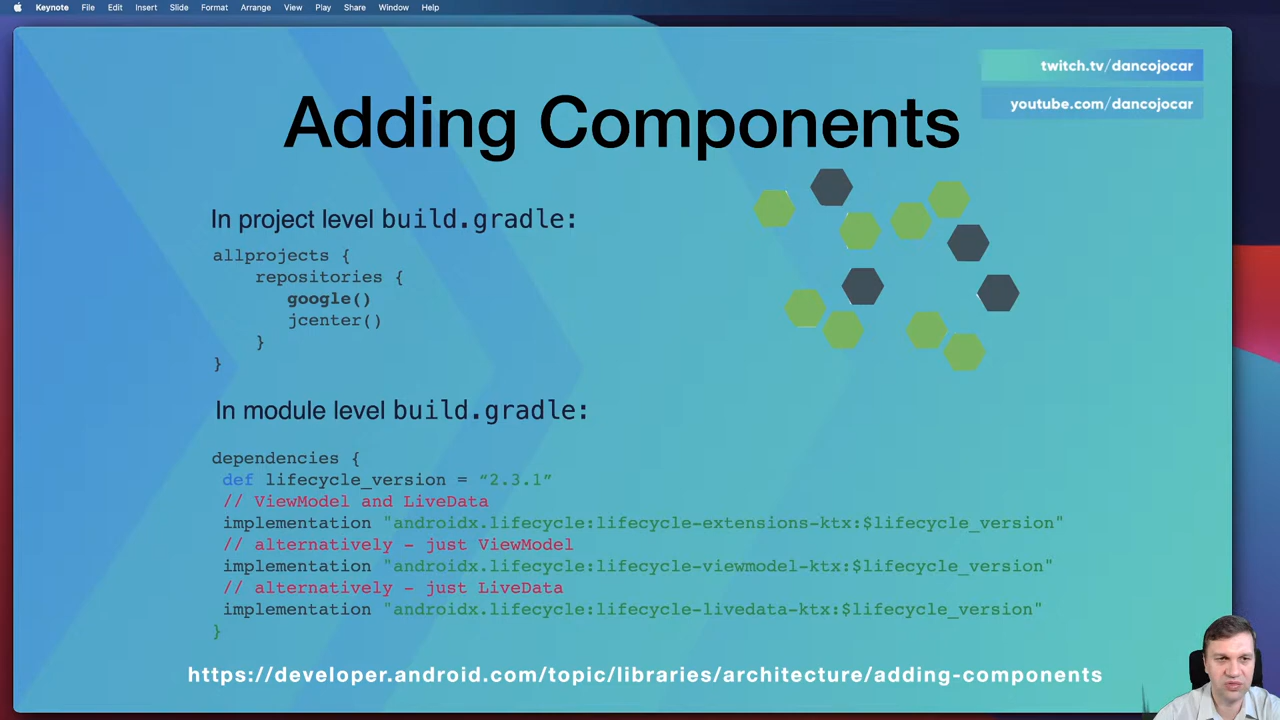 Keynote File Edit Insert Slide Format Arrange View Play Share Window Help
twitch.tv/dancojocar
youtube.com/dancojocar
Adding Components
In project level build.gradle:
allprojects {
repositories {
google()
jcenter()
}
}
In module level build.gradle:
dependencies {
def lifecycle_version = “2.3.1”
// ViewModel and LiveData
implementation "androidx.lifecycle:lifecycle-extensions-ktx:$lifecycle_version"
// alternatively - just ViewModel
implementation "androidx.lifecycle:lifecycle-viewmodel-ktx:$lifecycle_version"
// alternatively - just LiveData
implementation "androidx.lifecycle:lifecycle-livedata-ktx:$lifecycle_version"
}
https://developer.android.com/topic/libraries/architecture/adding-components